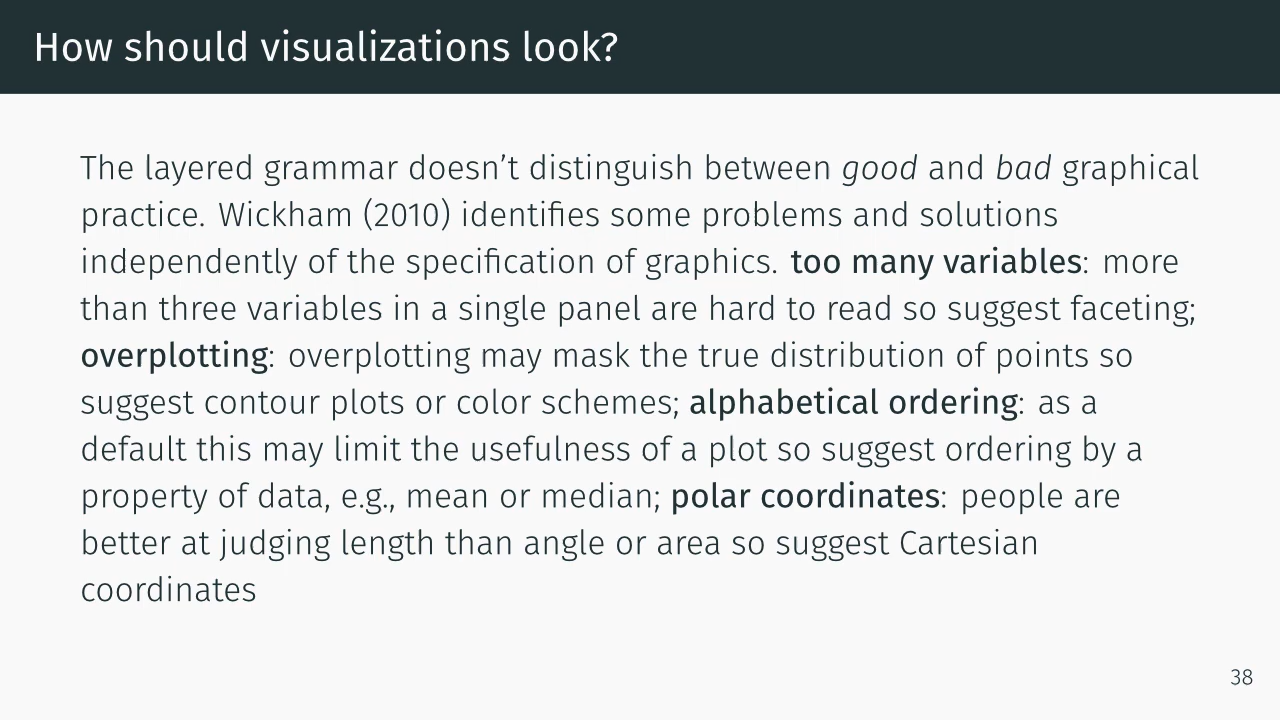 How should visualizations look?
The layered grammar doesn’t distinguish between good and bad graphical
practice. Wickham (2010) identifies some problems and solutions
independently of the specification of graphics. too many variables: more
than three variables in a single panel are hard to read so suggest faceting;
overplotting: overplotting may mask the true distribution of points so
suggest contour plots or color schemes; alphabetical ordering: as a
default this may limit the usefulness of a plot so suggest ordering by a
property of data, e.g., mean or median; polar coordinates: people are
better at judging length than angle or area so suggest Cartesian
coordinates
38